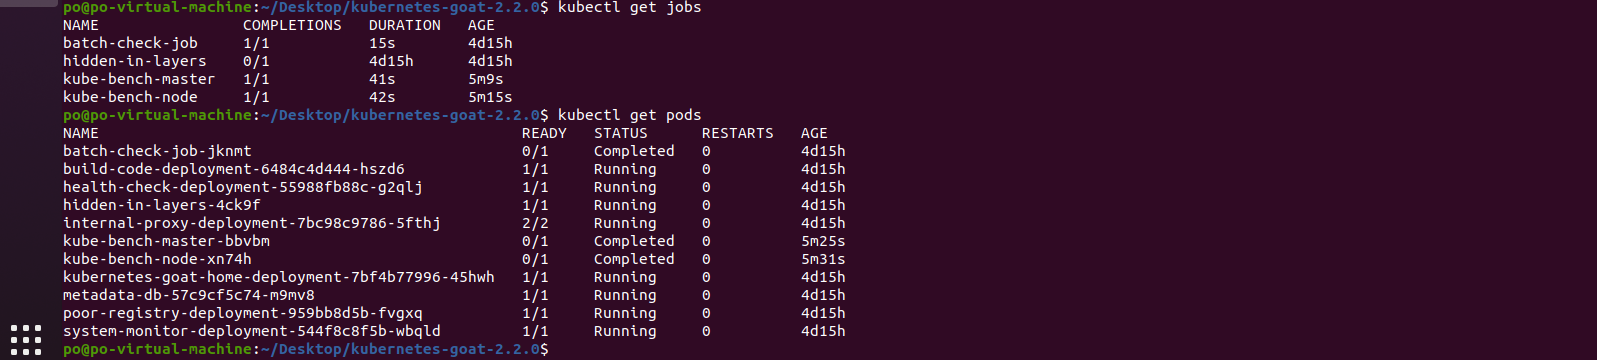 po@po-virtual-machine:~/Desktop/kubernetes-goat-2.2.0$ kubectl get jobs
NAME                COMPLETIONS   DURATION   AGE
batch-check-job     1/1           15s        4d15h
hidden-in-layers    0/1           4d15h      4d15h
kube-bench-master   1/1           41s        5m9s
kube-bench-node     1/1           42s        5m15s
po@po-virtual-machine:~/Desktop/kubernetes-goat-2.2.0$ kubectl get pods
NAME                                               READY   STATUS      RESTARTS   AGE
batch-check-job-jknmt                              0/1     Completed   0          4d15h
build-code-deployment-6484c4d444-hszd6             1/1     Running     0          4d15h
health-check-deployment-55988fb88c-g2qlj           1/1     Running     0          4d15h
hidden-in-layers-4ck9f                             1/1     Running     0          4d15h
internal-proxy-deployment-7bc98c9786-5fthj         2/2     Running     0          4d15h
kube-bench-master-bbvbm                            0/1     Completed   0          5m25s
kube-bench-node-xn74h                              0/1     Completed   0          5m31s
kubernetes-goat-home-deployment-7bf4b77996-45hwh   1/1     Running     0          4d15h
metadata-db-57c9cf5c74-m9mv8                       1/1     Running     0          4d15h
poor-registry-deployment-959bb8d5b-fvgxq           1/1     Running     0          4d15h
system-monitor-deployment-544f8c8f5b-wbqld         1/1     Running     0          4d15h
po@po-virtual-machine:~/Desktop/kubernetes-goat-2.2.0$